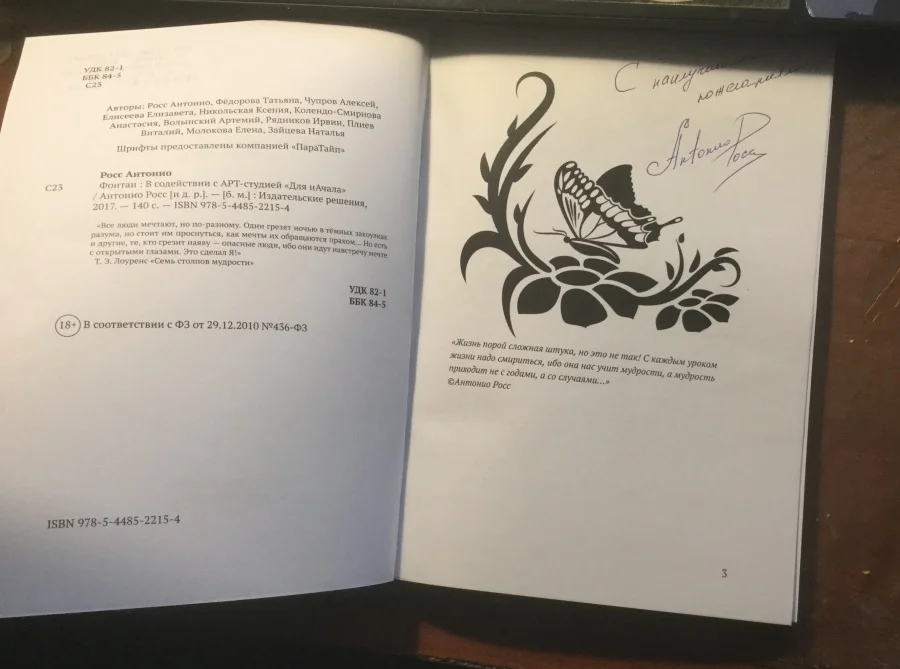 УДК 82-1
ББК 84-5
С23
Авторы: Росс Антонио, Фёдорова Татьяна, Чупров Алексей,
Елисеева Елизавета, Никольская Ксения, Колендо-Смирнова
Анастасия, Волынский Артемий, Рядников Ирвин, Плиев
Виталий, Молокова Елена, Зайцева Наталья
Шрифты предоставлены компанией «ПараТайп»
Росс Антонио
С23 Фонтан : В содействии с АРТ-студией «Для нАчала»
/ Антонио Росс [и д. р.]. — [б. м.] : Издательские решения,
2017. — 140 с. — ISBN 978-5-4485-2215-4
«Все люди мечтают, но по-разному. Одни грезят ночью в тёмных закоулках
разума, но стоит им проснуться, как мечты их обращаются прахом... Но есть
и другие, те, кто грезит наяву — опасные люди, ибо они идут навстречу мечте
с открытыми глазами. Это сделал Я!»
Т. Э. Лоуренс «Семь столпов мудрости»
УДК 82-1
ББК 84-5
18+ В соответствии с ФЗ от 29.12.2010 №436-ФЗ
ISBN 978-5-4485-2215-4
С
Антонио
Росс
«Жизнь порой сложная штука, но это не так! С каждым уроком
жизни надо смириться, ибо она нас учит мудрости, а мудрость
приходит не с годами, а со случаями...»
©Антонио Росс
3